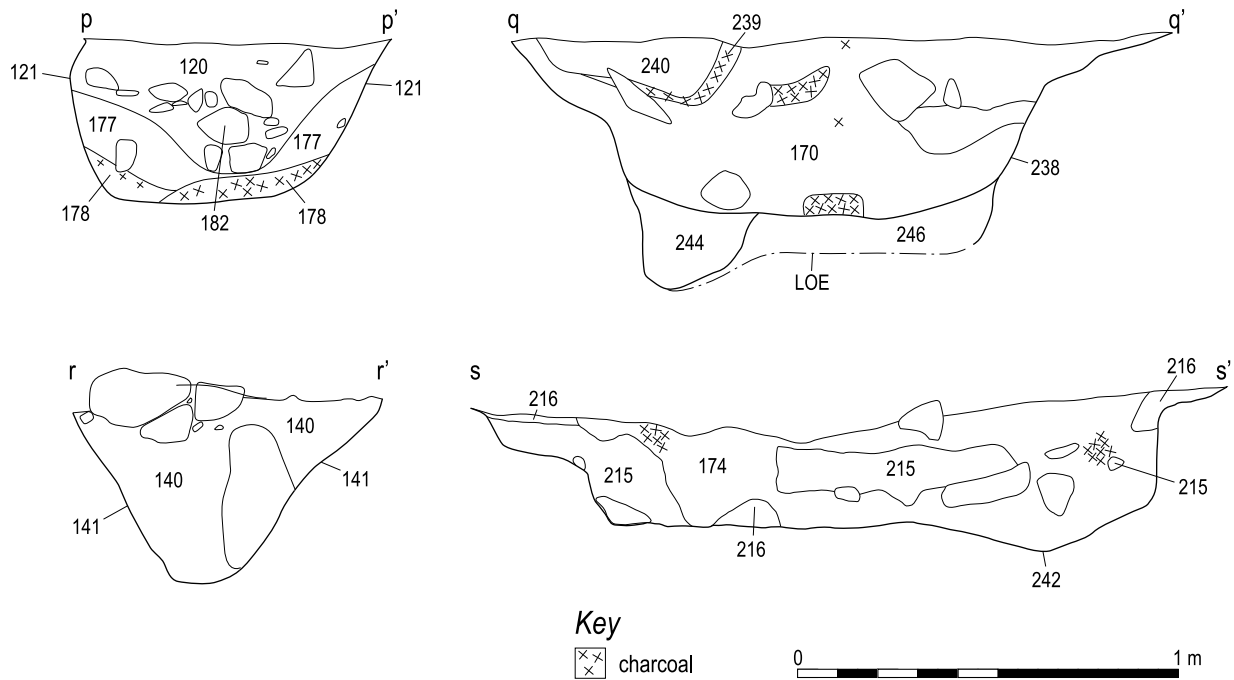 p p’
120
121 121
177 177
178 182 178
q q’
239
240
170
238
244 246
LOE
r r’
140
140
141 141
s s’
216 216
215 174 215 215
216
242
Key
charcoal
0 1 m